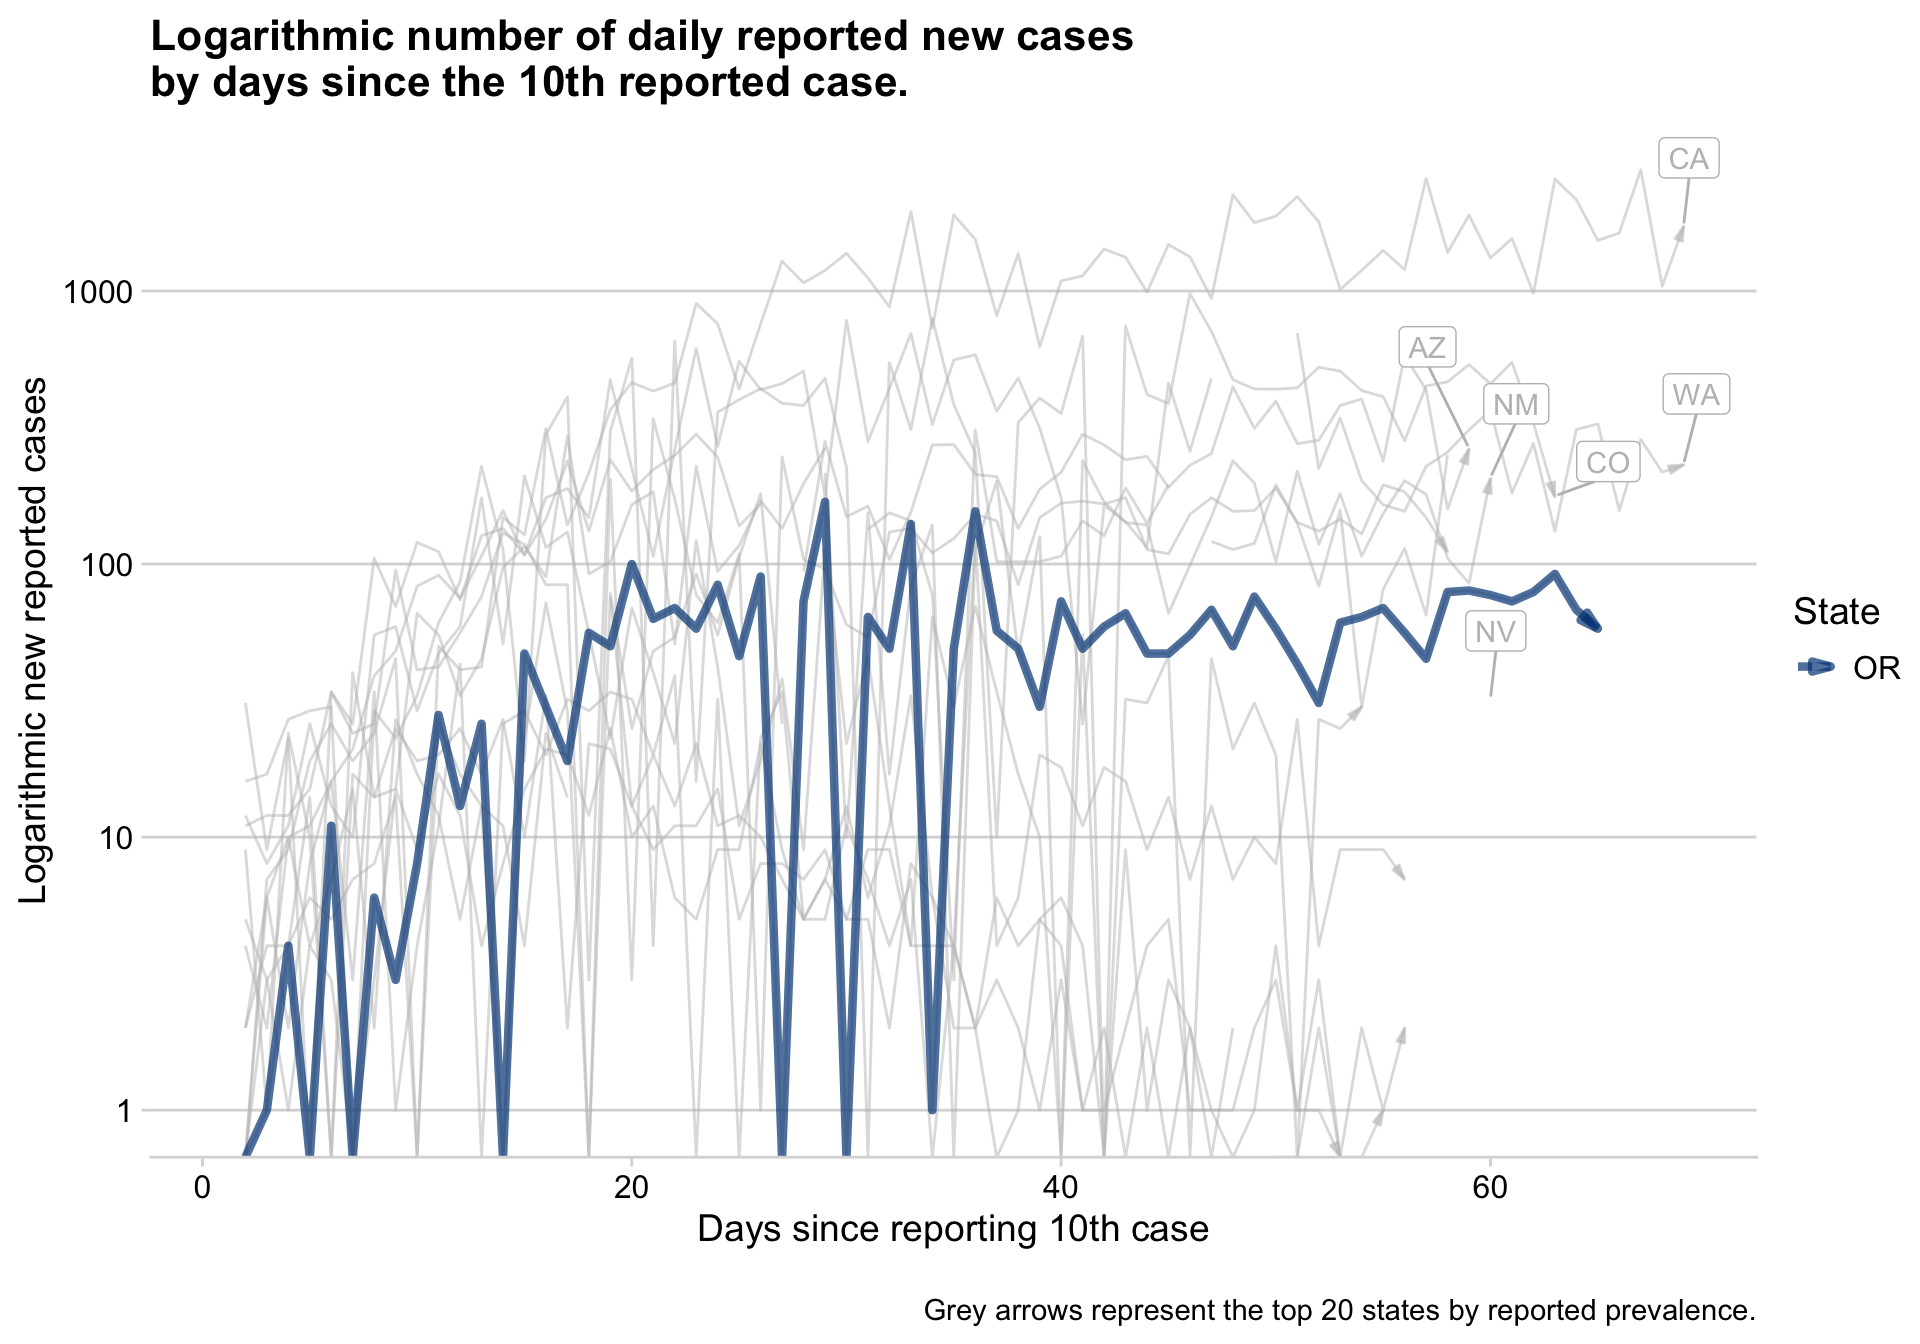 Logarithmic number of daily reported new cases
by days since the 10th reported case.
Logarithmic new reported cases
1000
100
10
1
CA
AZ
NM
WA
CO
NV
State
OR
0
20
40
60
Days since reporting 10th case
Grey arrows represent the top 20 states by reported prevalence.